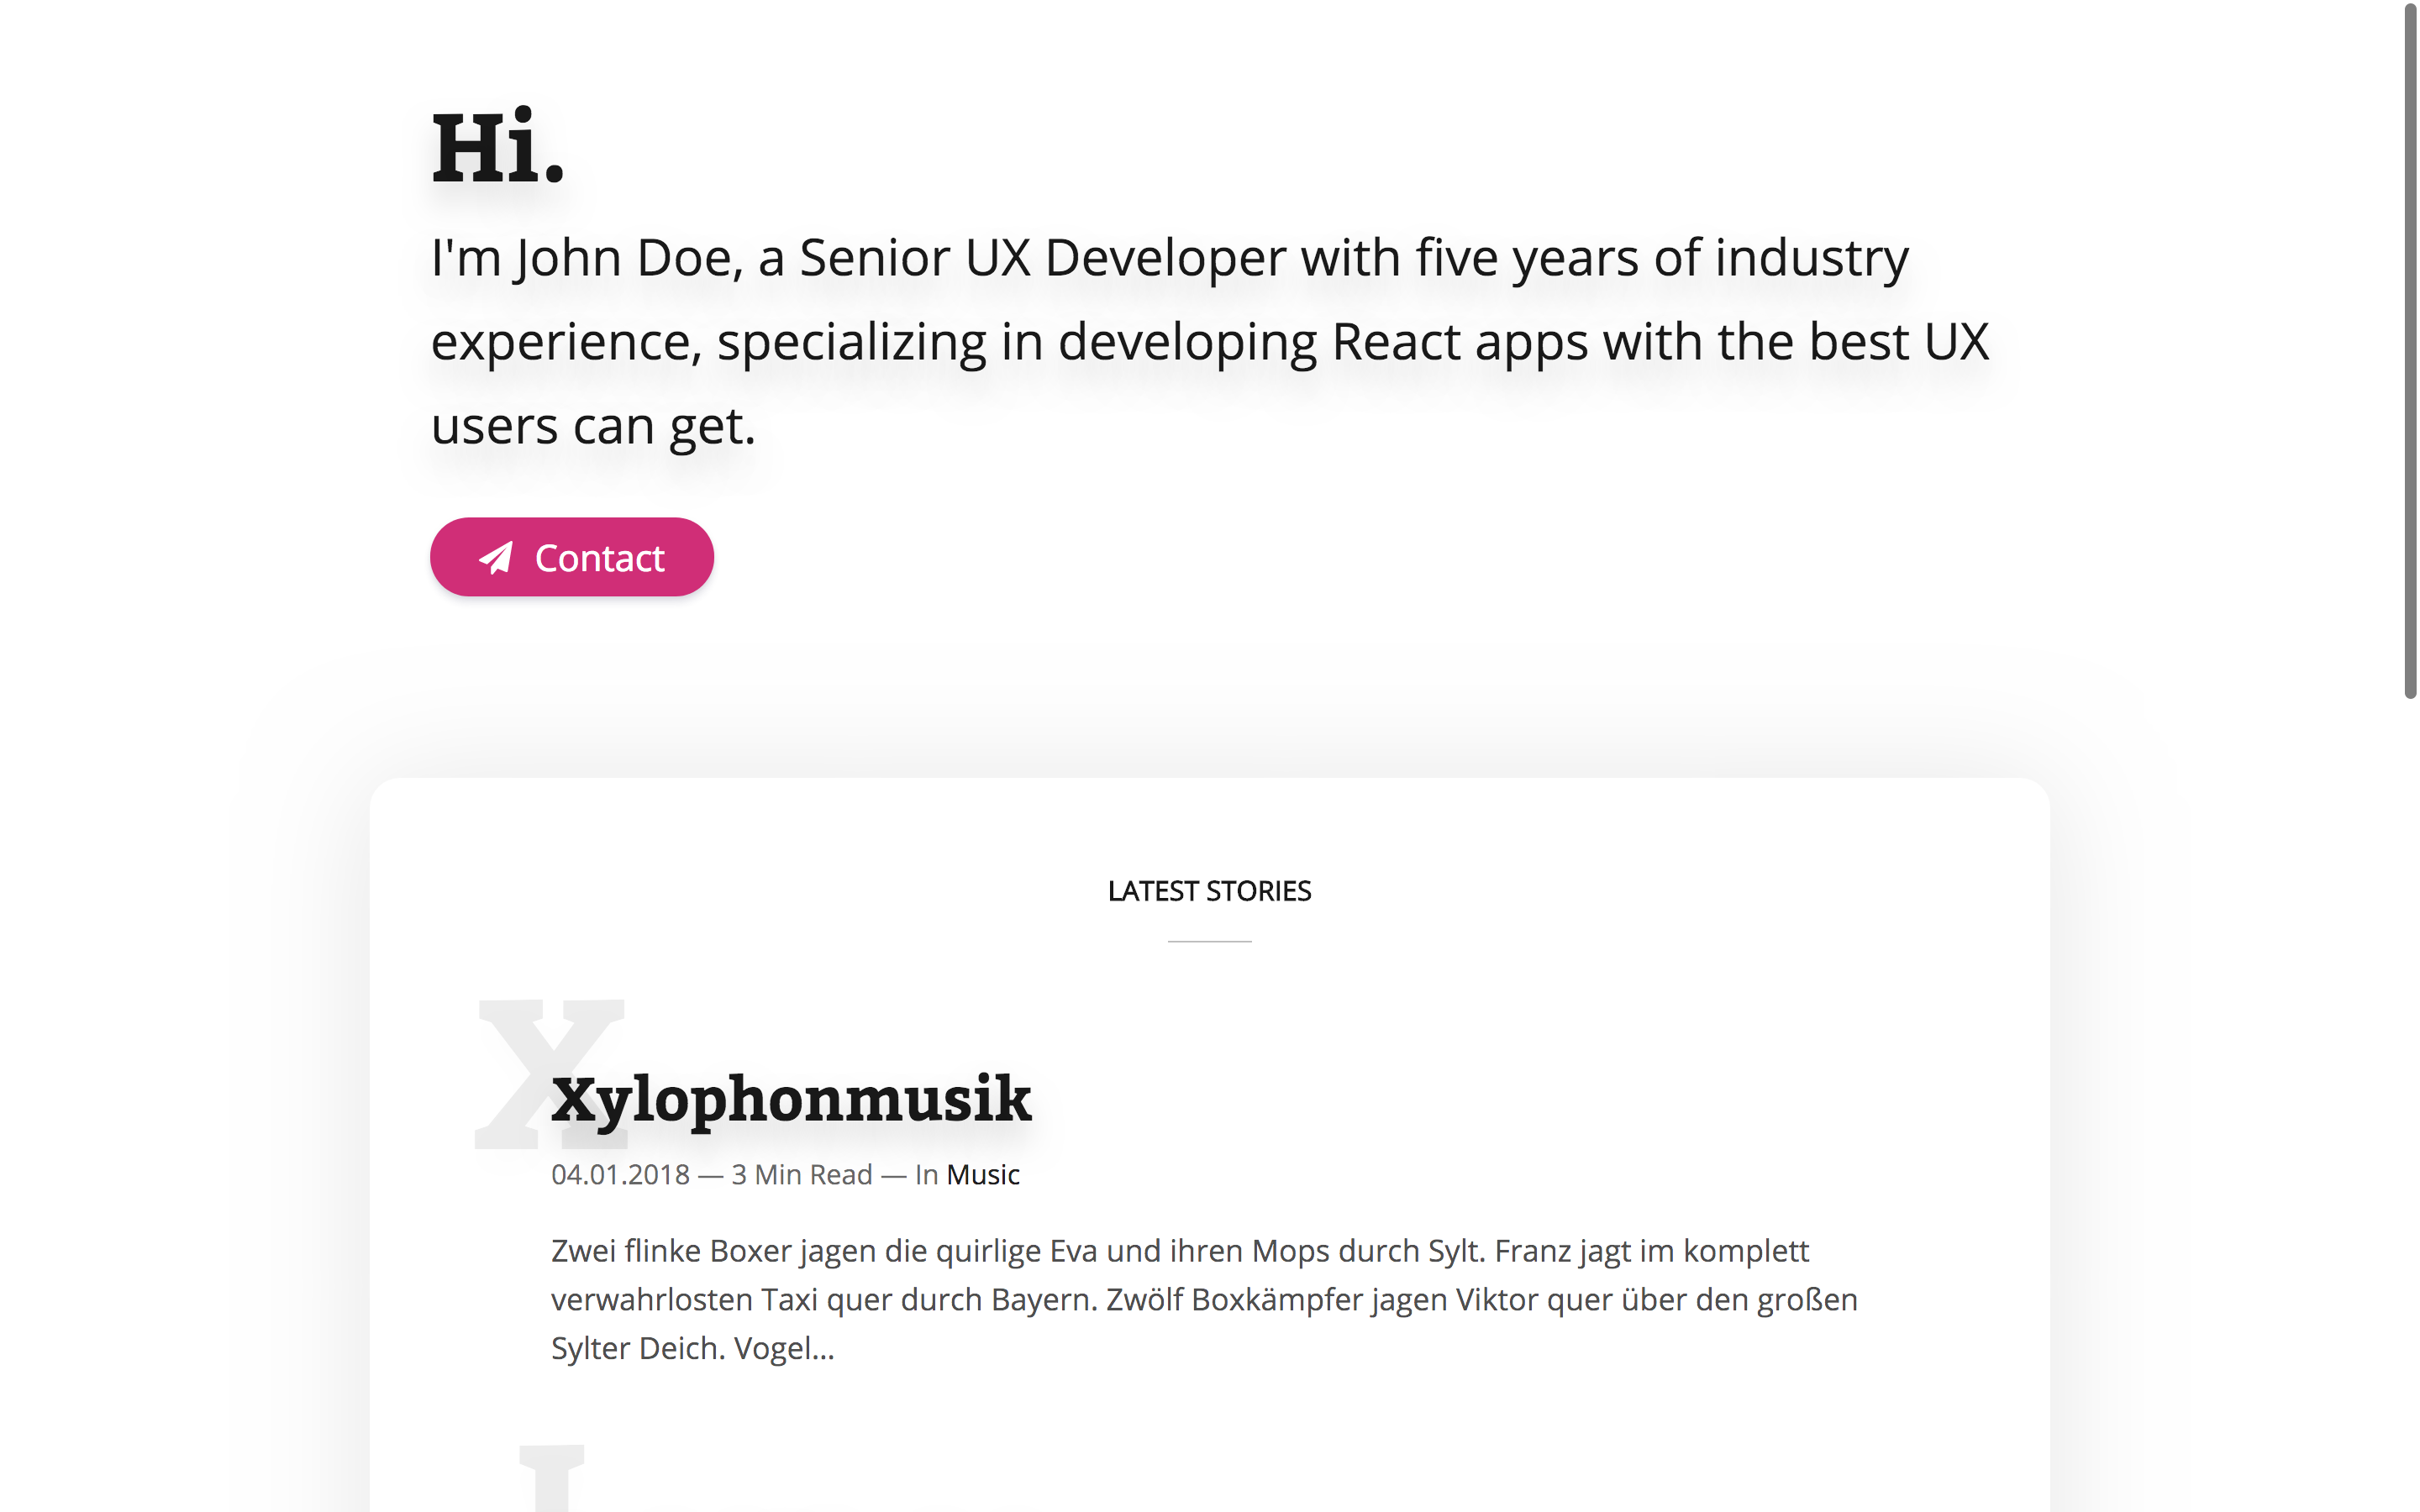 Hi.
I'm John Doe, a Senior UX Developer with five years of industry
experience, specializing in developing React apps with the best UX
users can get.
Contact
LATEST STORIES
X
Xylophonmusik
04.01.2018 — 3 Min Read — In Music
Zwei flinke Boxer jagen die quirlige Eva und ihren Mops durch Sylt. Franz jagt im komplett
verwahrlosten Taxi quer durch Bayern. Zwölf Boxkämpfer jagen Viktor quer über den großen
Sylter Deich. Vogel...